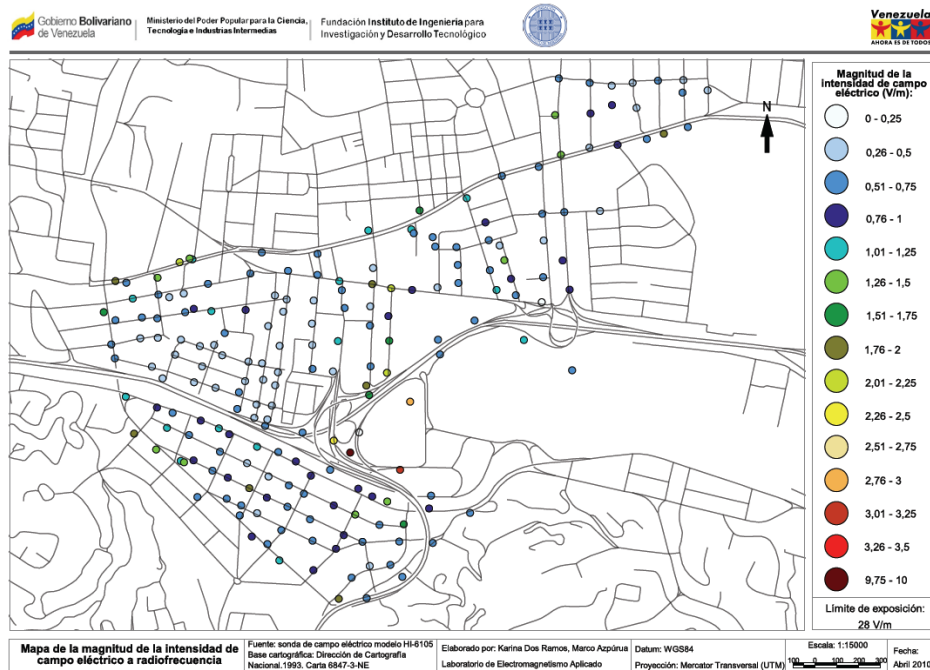 Gobierno Bolivariano
de Venezuela
Ministerio del Poder Popular para la Ciencia,
Tecnología e Industrias Intermedias
Fundación Instituto de Ingeniería para
Investigación y Desarrollo Tecnológico
Venezuela
AHORA ES DE TODOS
Magnitud de la
intensidad de campo
eléctrico (V/m):
N
0 - 0,25
0,26 - 0,5
0,51 - 0,75
0,76 - 1
1,01 - 1,25
1,26 - 1,5
1,51 - 1,75
1,76 - 2
2,01 - 2,25
2,26 - 2,5
2,51 - 2,75
2,76 - 3
3,01 - 3,25
3,26 - 3,5
9,75 - 10
Límite de exposición:
28 V/m
Mapa de la magnitud de la intensidad de
campo eléctrico a radiofrecuencia
Fuente: sonda de campo eléctrico modelo HI-6105
Base cartográfica: Dirección de Cartografía
Nacional.1993. Carta 6847-3-NE
Elaborado por: Karina Dos Ramos, Marco Azpúrua
Laboratorio de Electromagnetismo Aplicado
Datum: WGS84
Proyección: Mercator Transversal (UTM)
Escala: 1:15000
100 0 100 200 300
Fecha:
Abril 2010